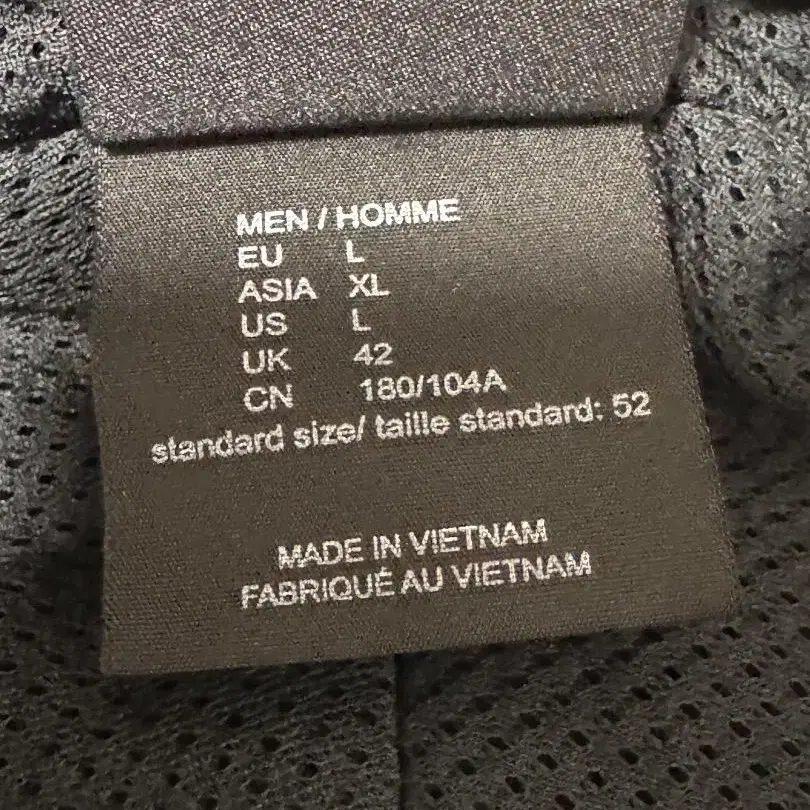 MEN / HOMME
EU L
ASIA XL
US L
UK 42
CN 180/104A
standard size/ taille standard: 52
MADE IN VIETNAM
FABRIQUÉ AU VIETNAM